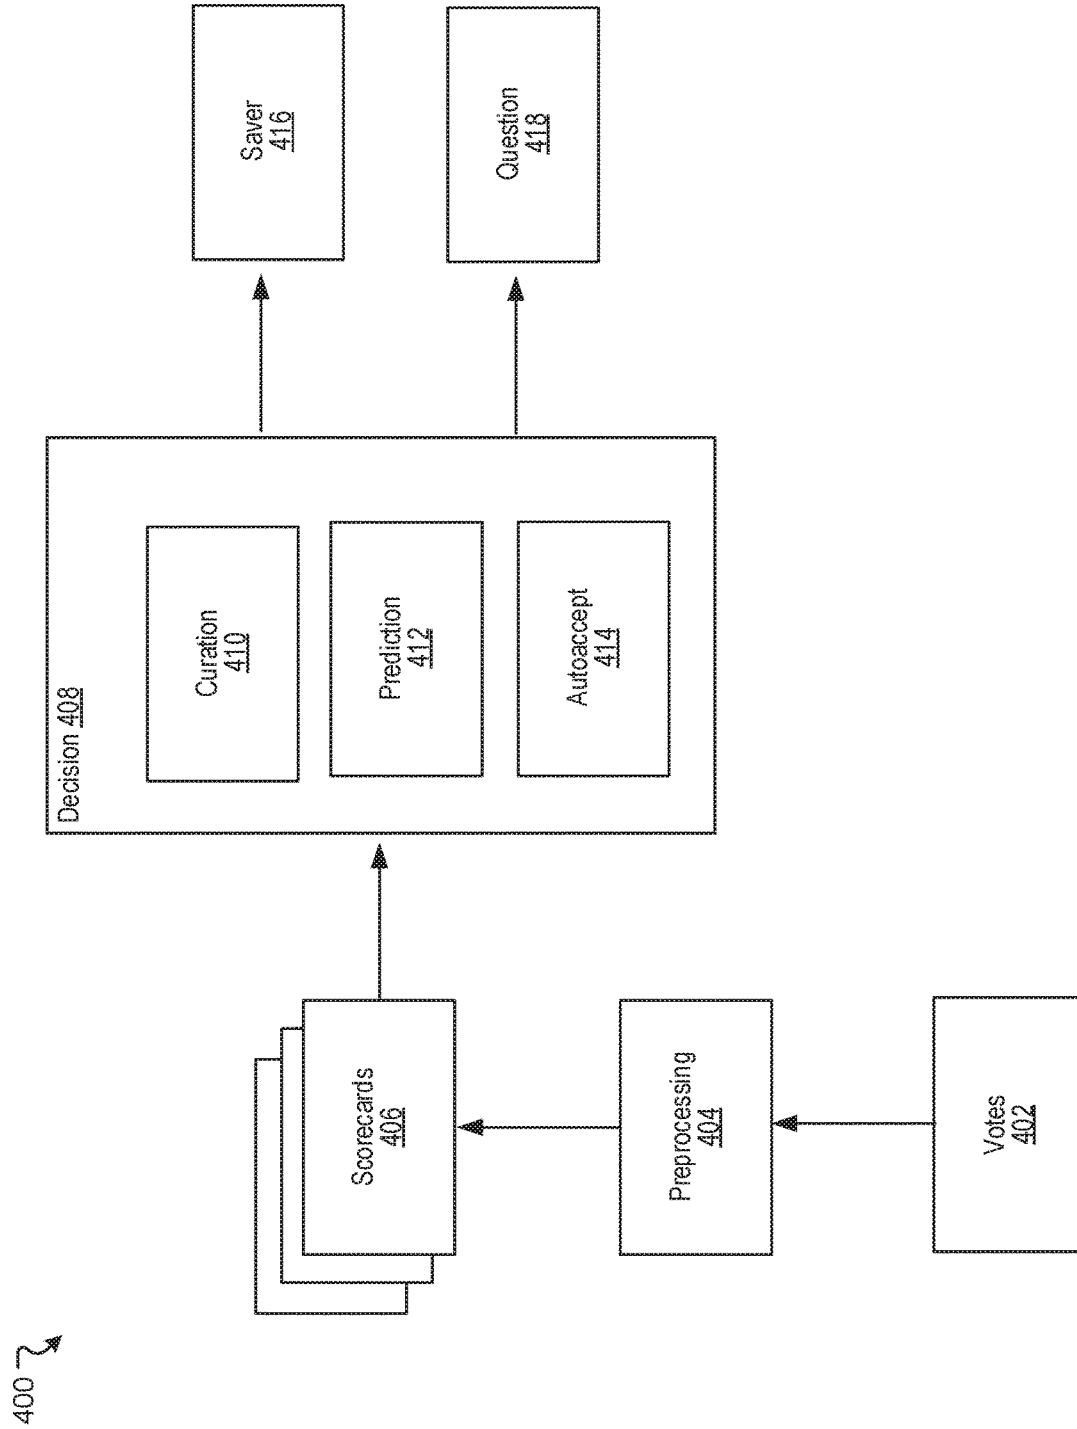 400
Votes
402
Preprocessing
404
Scorecards
406
Decision 408
Curation
410
Prediction
412
Autoaccept
414
Saver
416
Question
418